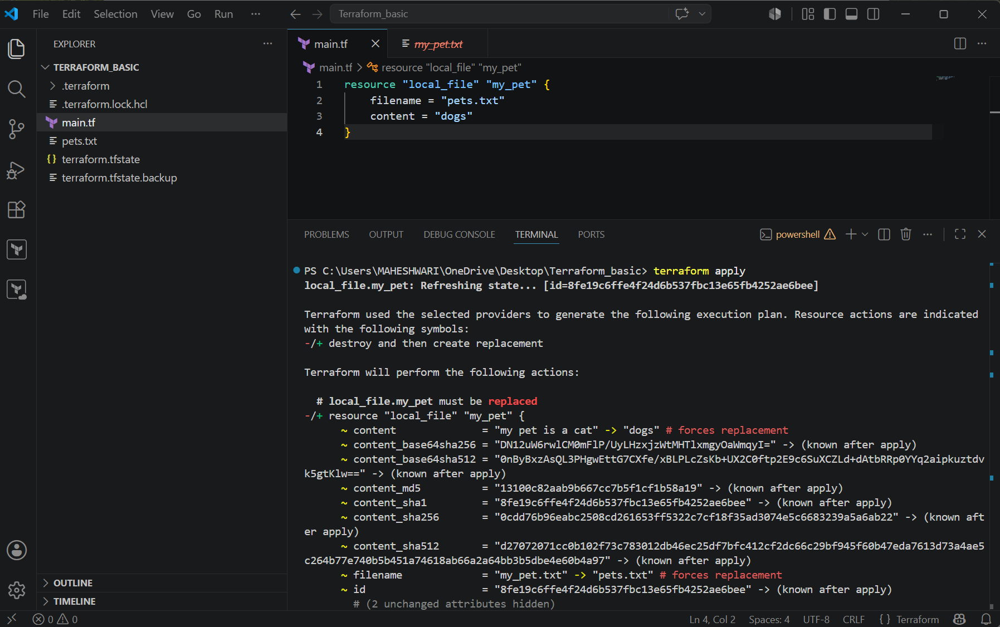 File Edit Selection View Go Run ··· Terraform_basic
EXPLORER ···
TERRAFORM_BASIC
.terraform
.terraform.lock.hcl
main.tf
pets.txt
{} terraform.tfstate
terraform.tfstate.backup
OUTLINE
TIMELINE
main.tf my_pet.txt
main.tf > resource "local_file" "my_pet"
1 resource "local_file" "my_pet" {
2 filename = "pets.txt"
3 content = "dogs"
4 }
PROBLEMS OUTPUT DEBUG CONSOLE TERMINAL PORTS powershell
PS C:\Users\MAHESHWARI\OneDrive\Desktop\Terraform_basic> terraform apply
local_file.my_pet: Refreshing state... [id=8fe19c6ffe4f24d6b537fbc13e65fb4252ae6bee]
Terraform used the selected providers to generate the following execution plan. Resource actions are indicated
with the following symbols:
-/+ destroy and then create replacement
Terraform will perform the following actions:
# local_file.my_pet must be replaced
-/+ resource "local_file" "my_pet" {
~ content = "my pet is a cat" -> "dogs" # forces replacement
~ content_base64sha256 = "DN12uW6rwlCM0mFlP/UyLHzxjzWtMHTlxmgyOaWmqyI=" -> (known after apply)
~ content_base64sha512 = "0nByBxzAsQL3PHgwEttG7CXfe/xBLPLcZsKb+UX2C0ftp2E9c6SuXCZLd+dAtbRRp0YYq2aipkuztdv
k5gtKlw==" -> (known after apply)
~ content_md5 = "13100c82aab9b667cc7b5f1cf1b58a19" -> (known after apply)
~ content_sha1 = "8fe19c6ffe4f24d6b537fbc13e65fb4252ae6bee" -> (known after apply)
~ content_sha256 = "0cdd76b96eabc2508cd261653ff5322c7cf18f35ad3074e5c6683239a5a6ab22" -> (known aft
er apply)
~ content_sha512 = "d27072071cc0b102f73c783012db46ec25df7bfc412cf2dc66c29bf945f60b47eda7613d73a4ae5
c264b77e740b5b451a74618ab66a2a64bb3b5dbe4e60b4a97" -> (known after apply)
~ filename = "my_pet.txt" -> "pets.txt" # forces replacement
~ id = "8fe19c6ffe4f24d6b537fbc13e65fb4252ae6bee" -> (known after apply)
# (2 unchanged attributes hidden)
0 0 Ln 4, Col 2 Spaces: 4 UTF-8 CRLF { } Terraform